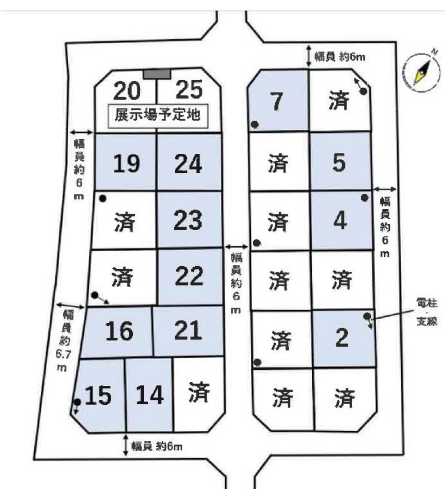 幅員 約6m
N
20 25
展示場予定地
7 済
幅員約6m
19 24
済 5
済 23
済 4
幅員約6m
済 22
幅員約6m
済 済
電柱・支線
幅員約6.7m
16 21
済 2
15 14 済
済 済
幅員 約6m